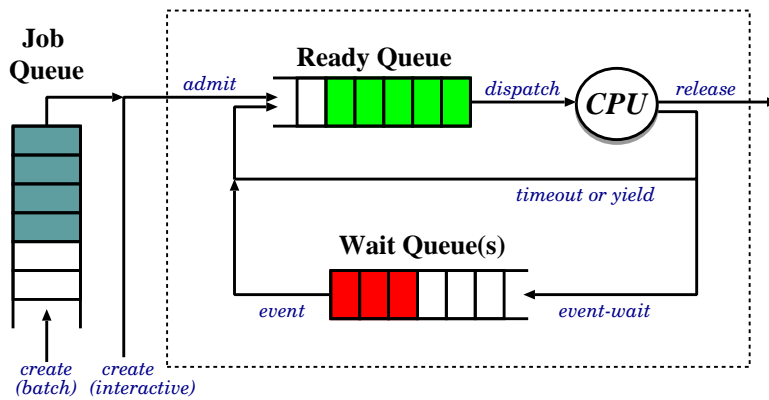 Job
Queue
admit
Ready Queue
dispatch
CPU
release
timeout or yield
Wait Queue(s)
event
event-wait
create
(batch)
create
(interactive)